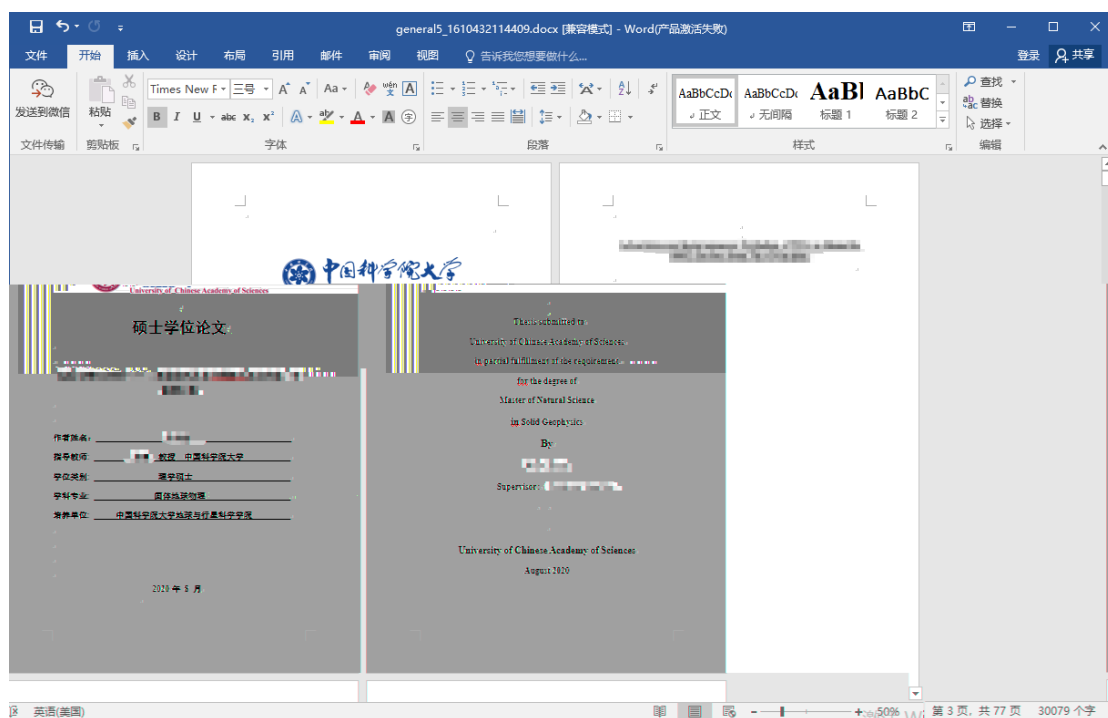 general5_1610432114409.docx [兼容模式] - Word(产品激活失败)
文件 开始 插入 设计 布局 引用 邮件 审阅 视图 告诉我您想要做什么... 登录 共享
发送到微信 粘贴 Times New F 三号 Aa wén A
B I U abc X₂ X² A A A 字
AaBbCcDc AaBbCcDc AaBl AaBbC
正文 无间隔 标题 1 标题 2
查找
替换
选择
文件传输 剪贴板 字体 段落 样式 编辑
中国科学院大学
University of Chinese Academy of Sciences
硕士学位论文
作者姓名:
指导教师: 教授 中国科学院大学
学位类别: 理学硕士
学科专业: 固体地球物理
培养单位: 中国科学院大学地球与行星科学学院
2020 年 5 月
Thesis submitted to
University of Chinese Academy of Sciences
in partial fulfillment of the requirement
for the degree of
Master of Natural Science
in Solid Geophysics
By
Supervisor:
University of Chinese Academy of Sciences
August 2020
英语(美国) 50% 第 3 页, 共 77 页 30079 个字